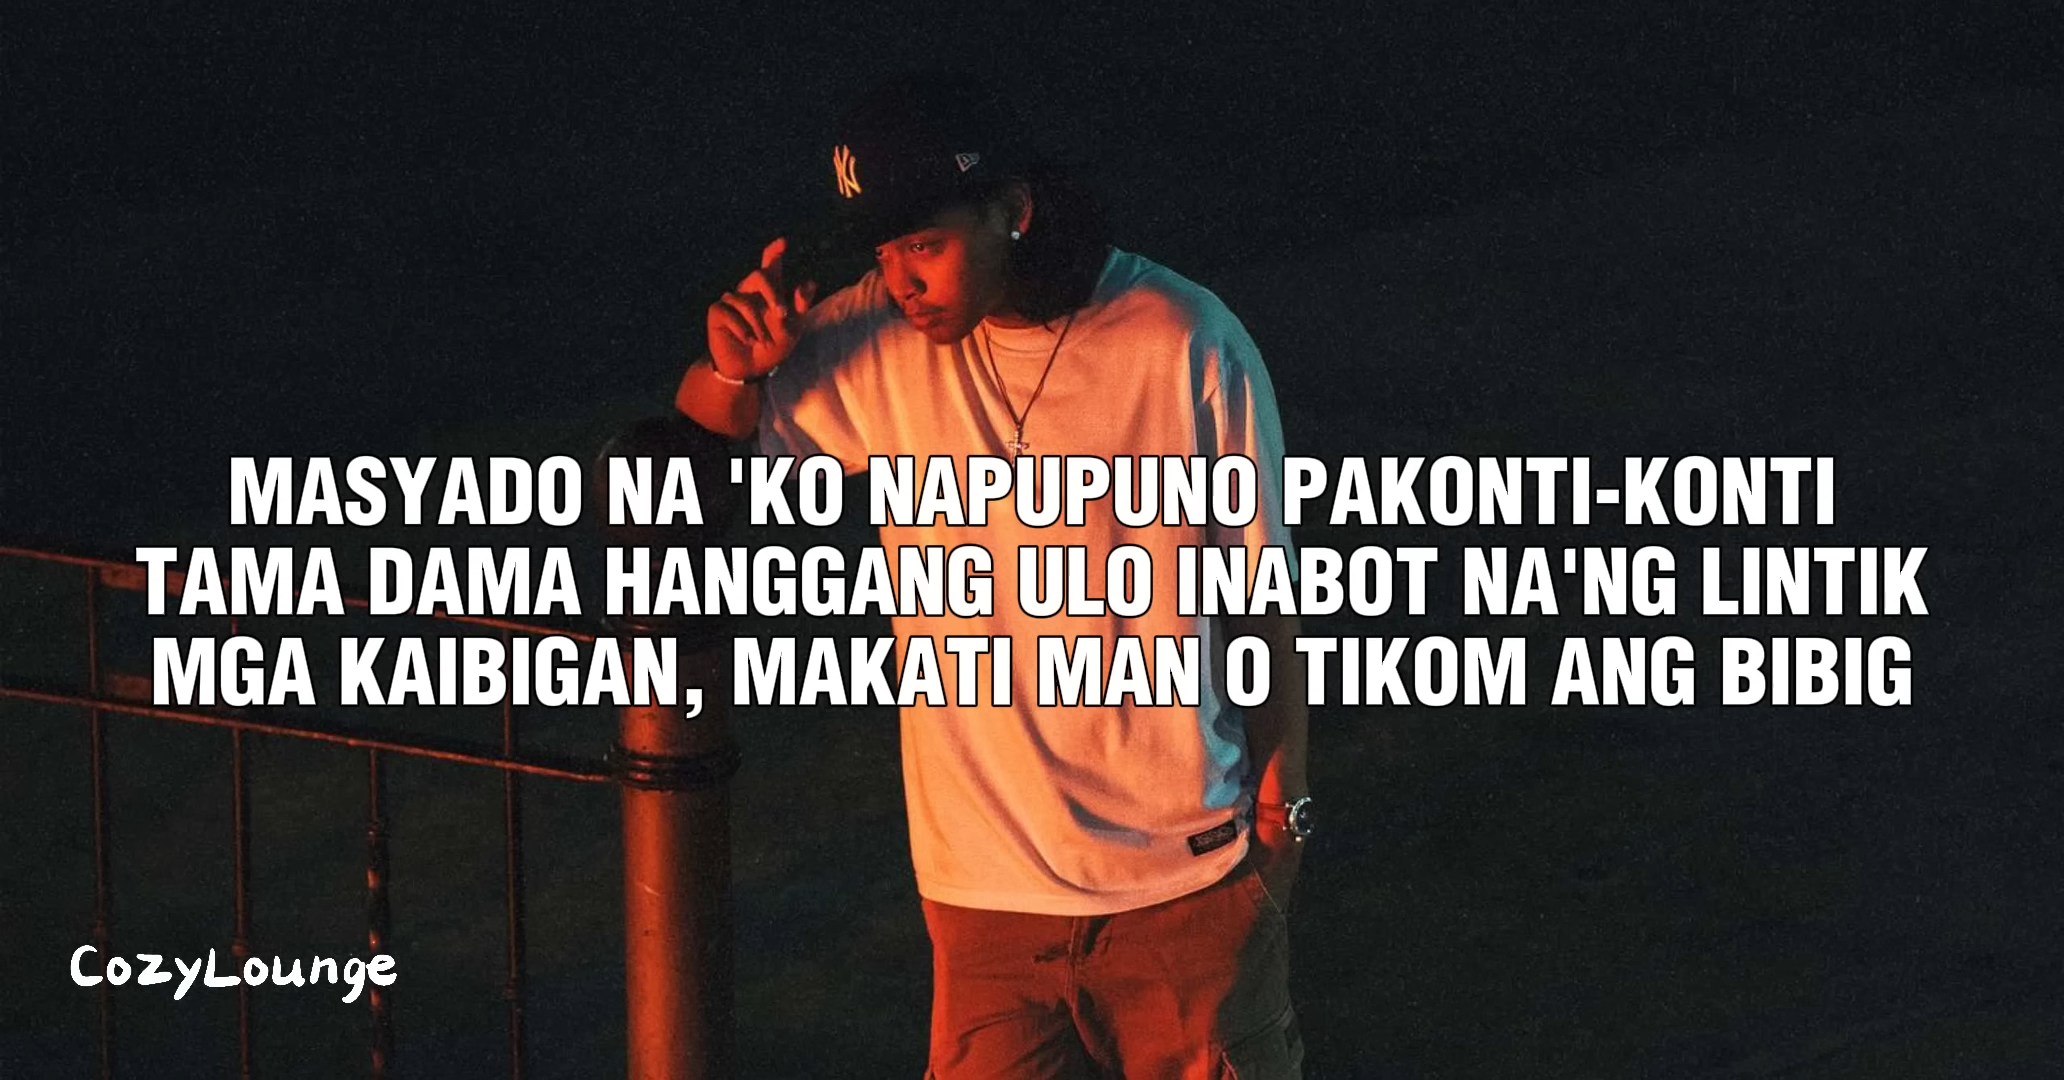 NY
MASYADO NA 'KO NAPUPUNO PAKONTI-KONTI
TAMA DAMA HANGGANG ULO INABOT NA'NG LINTIK
MGA KAIBIGAN, MAKATI MAN O TIKOM ANG BIBIG
CozyLounge